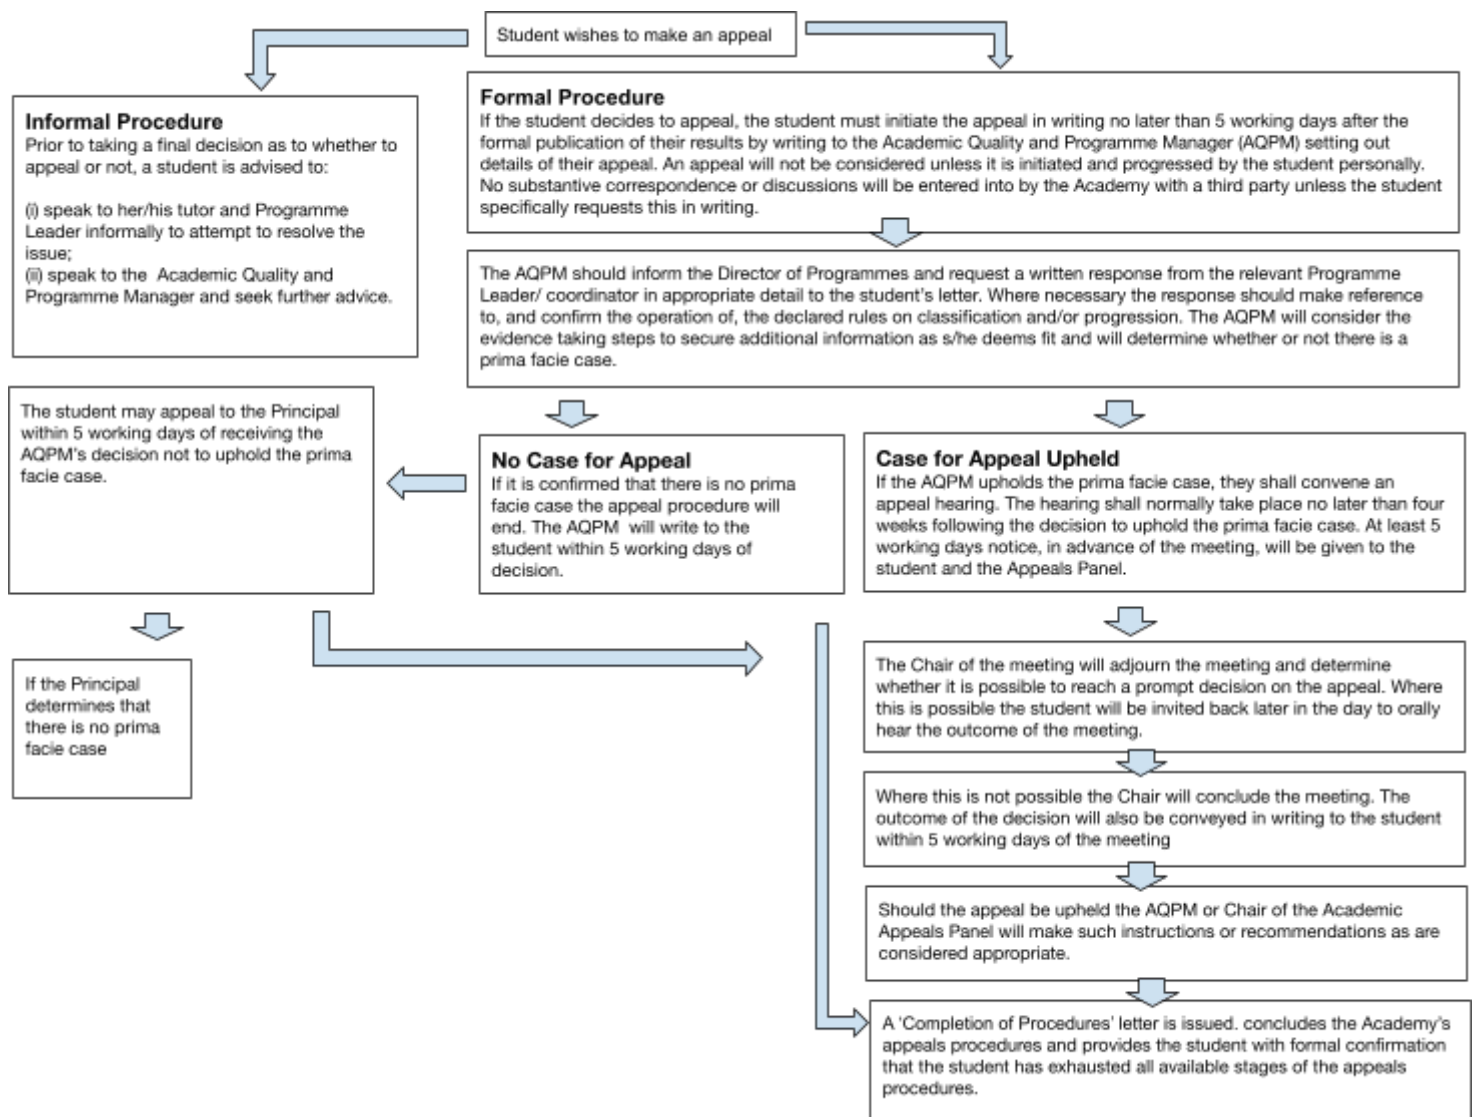 Student wishes to make an appeal
Informal Procedure
Prior to taking a final decision as to whether to
appeal or not, a student is advised to:
(i) speak to her/his tutor and Programme
Leader informally to attempt to resolve the
issue;
(ii) speak to the Academic Quality and
Programme Manager and seek further advice.
Formal Procedure
If the student decides to appeal, the student must initiate the appeal in writing no later than 5 working days after the
formal publication of their results by writing to the Academic Quality and Programme Manager (AQPM) setting out
details of their appeal. An appeal will not be considered unless it is initiated and progressed by the student personally.
No substantive correspondence or discussions will be entered into by the Academy with a third party unless the student
specifically requests this in writing.
The AQPM should inform the Director of Programmes and request a written response from the relevant Programme
Leader/ coordinator in appropriate detail to the student's letter. Where necessary the response should make reference
to, and confirm the operation of, the declared rules on classification and/or progression. The AQPM will consider the
evidence taking steps to secure additional information as s/he deems fit and will determine whether or not there is a
prima facie case.
The student may appeal to the Principal
within 5 working days of receiving the
AQPM's decision not to uphold the prima
facie case.
No Case for Appeal
If it is confirmed that there is no prima
facie case the appeal procedure will
end. The AQPM will write to the
student within 5 working days of
decision.
Case for Appeal Upheld
If the AQPM upholds the prima facie case, they shall convene an
appeal hearing. The hearing shall normally take place no later than four
weeks following the decision to uphold the prima facie case. At least 5
working days notice, in advance of the meeting, will be given to the
student and the Appeals Panel.
If the Principal
determines that
there is no prima
facie case
The Chair of the meeting will adjourn the meeting and determine
whether it is possible to reach a prompt decision on the appeal. Where
this is possible the student will be invited back later in the day to orally
hear the outcome of the meeting.
Where this is not possible the Chair will conclude the meeting. The
outcome of the decision will also be conveyed in writing to the student
within 5 working days of the meeting
Should the appeal be upheld the AQPM or Chair of the Academic
Appeals Panel will make such instructions or recommendations as are
considered appropriate.
A 'Completion of Procedures' letter is issued. concludes the Academy's
appeals procedures and provides the student with formal confirmation
that the student has exhausted all available stages of the appeals
procedures.